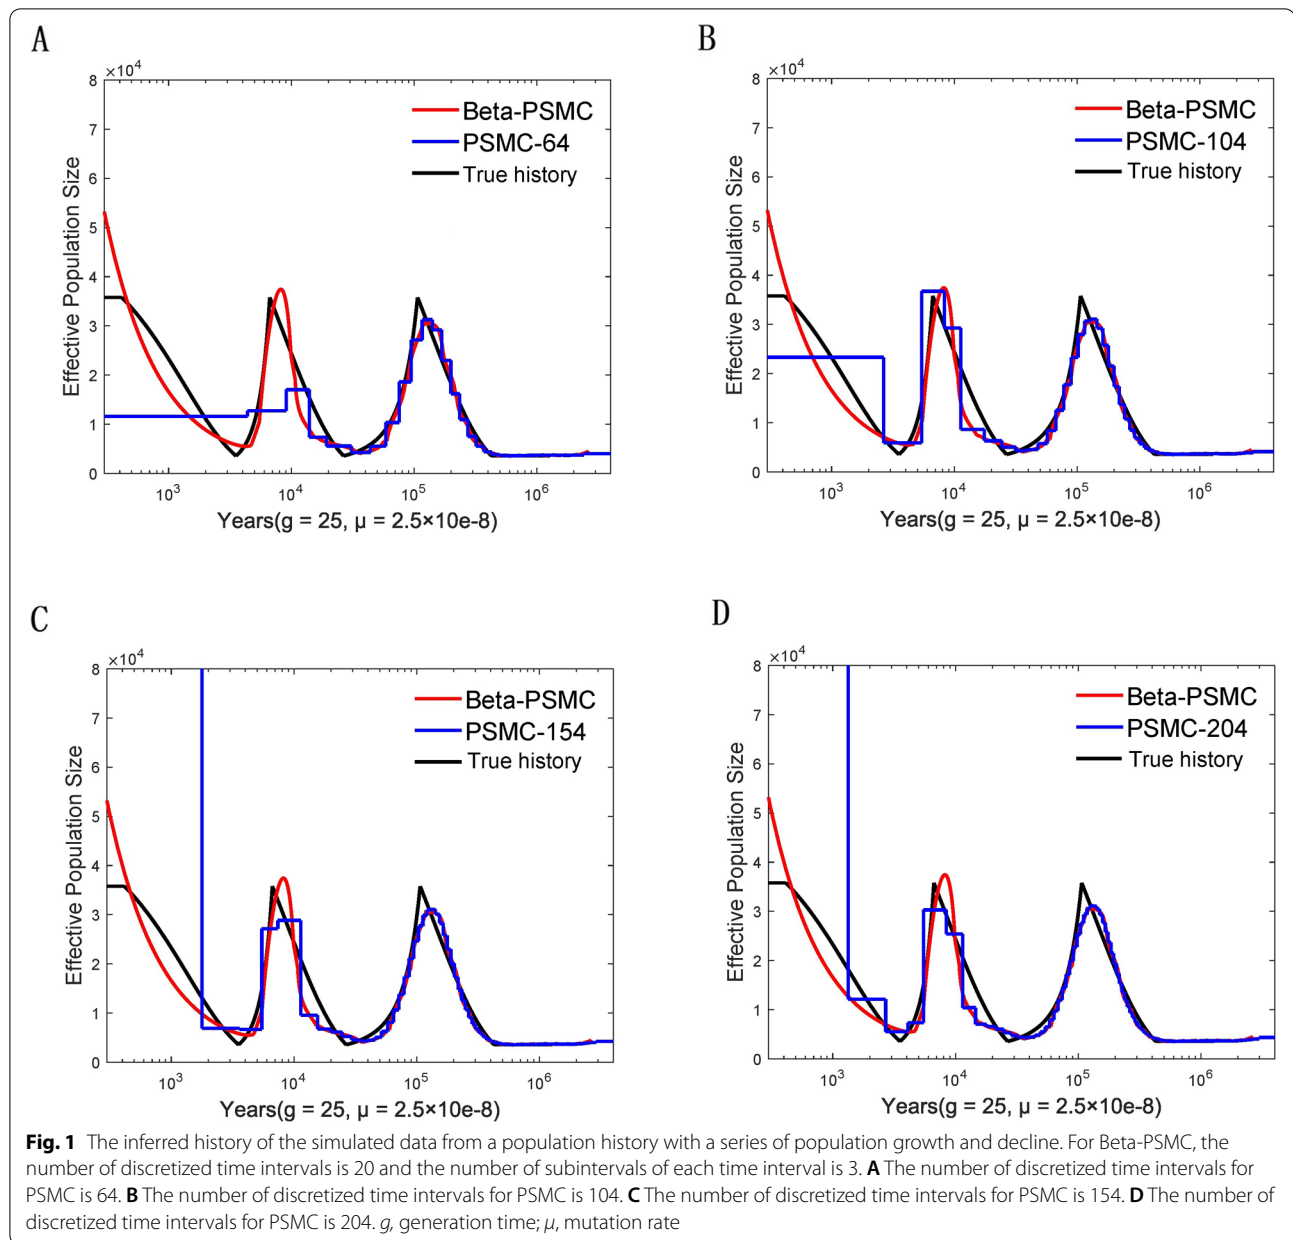 A
×10⁴
8
7
6
5
4
3
2
1
0
Effective Population Size
Beta-PSMC
PSMC-64
True history
10³ 10⁴ 10⁵ 10⁶
Years(g = 25, μ = 2.5×10e-8)
B
×10⁴
8
7
6
5
4
3
2
1
0
Effective Population Size
Beta-PSMC
PSMC-104
True history
10³ 10⁴ 10⁵ 10⁶
Years(g = 25, μ = 2.5×10e-8)
C
×10⁴
8
7
6
5
4
3
2
1
0
Effective Population Size
Beta-PSMC
PSMC-154
True history
10³ 10⁴ 10⁵ 10⁶
Years(g = 25, μ = 2.5×10e-8)
D
×10⁴
8
7
6
5
4
3
2
1
0
Effective Population Size
Beta-PSMC
PSMC-204
True history
10³ 10⁴ 10⁵ 10⁶
Years(g = 25, μ = 2.5×10e-8)
Fig. 1 The inferred history of the simulated data from a population history with a series of population growth and decline. For Beta-PSMC, the
number of discretized time intervals is 20 and the number of subintervals of each time interval is 3. A The number of discretized time intervals for
PSMC is 64. B The number of discretized time intervals for PSMC is 104. C The number of discretized time intervals for PSMC is 154. D The number of
discretized time intervals for PSMC is 204. g, generation time; μ, mutation rate